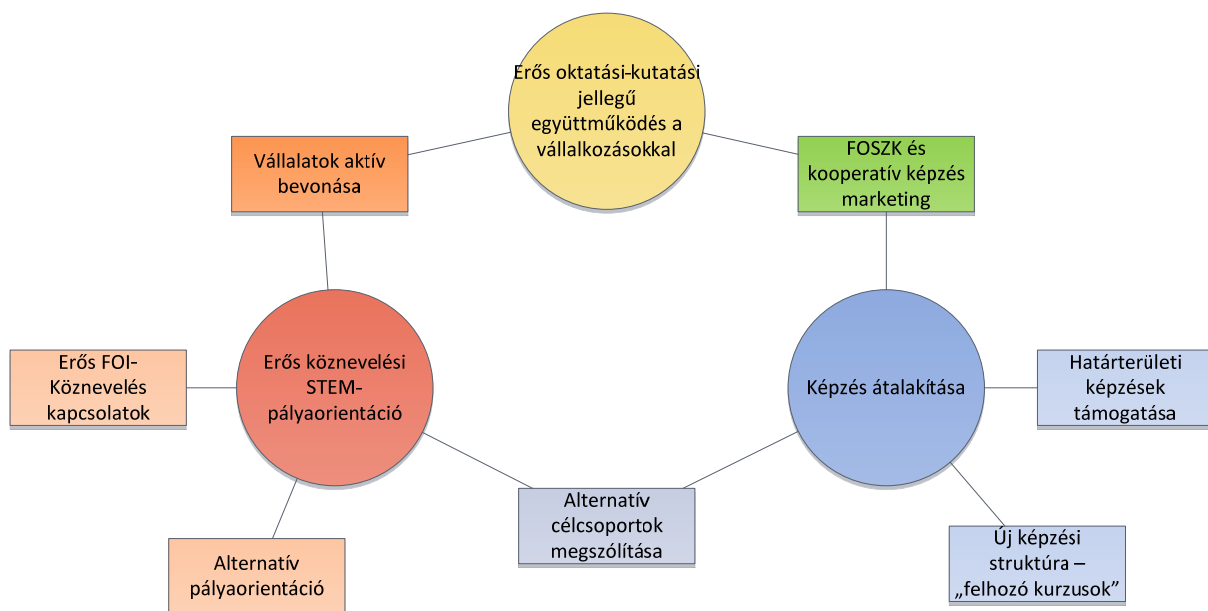 Erős oktatási-kutatási
jellegű
együttműködés a
vállalkozásokkal
Vállalatok aktív
bevonása
FOSZK és
kooperatív képzés
marketing
Erős FOI-
Köznevelés
kapcsolatok
Erős köznevelési
STEM-
pályaorientáció
Képzés átalakítása
Határterületi
képzések
támogatása
Alternatív
célcsoportok
megszólítása
Alternatív
pályaorientáció
Új képzési
struktúra –
„felhozó kurzusok”